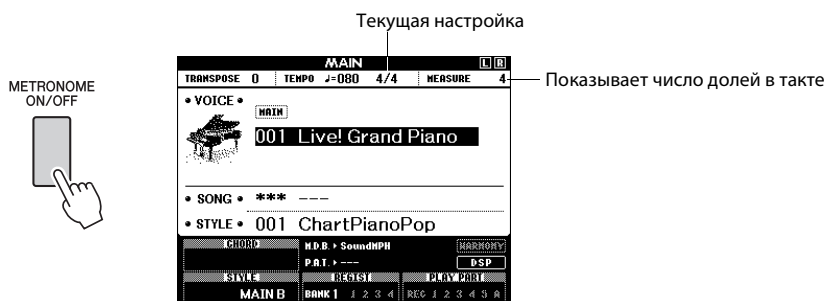 Текущая настройка
METRONOME
ON/OFF
MAIN L R
TRANSPOSE 0 TEMPO ♩=080 4/4 MEASURE 4
Показывает число долей в такте
• VOICE •
MAIN
001 Live! Grand Piano
• SONG • *** ---
• STYLE • 001 ChartPianoPop
CHORD M.D.B. ▸ SoundMPH HARMONY
P.A.T. ▸ --- DSP
STYLE REGIST PLAY PART
MAIN B BANK 1 1 2 3 4 REC 1 2 3 4 5 A